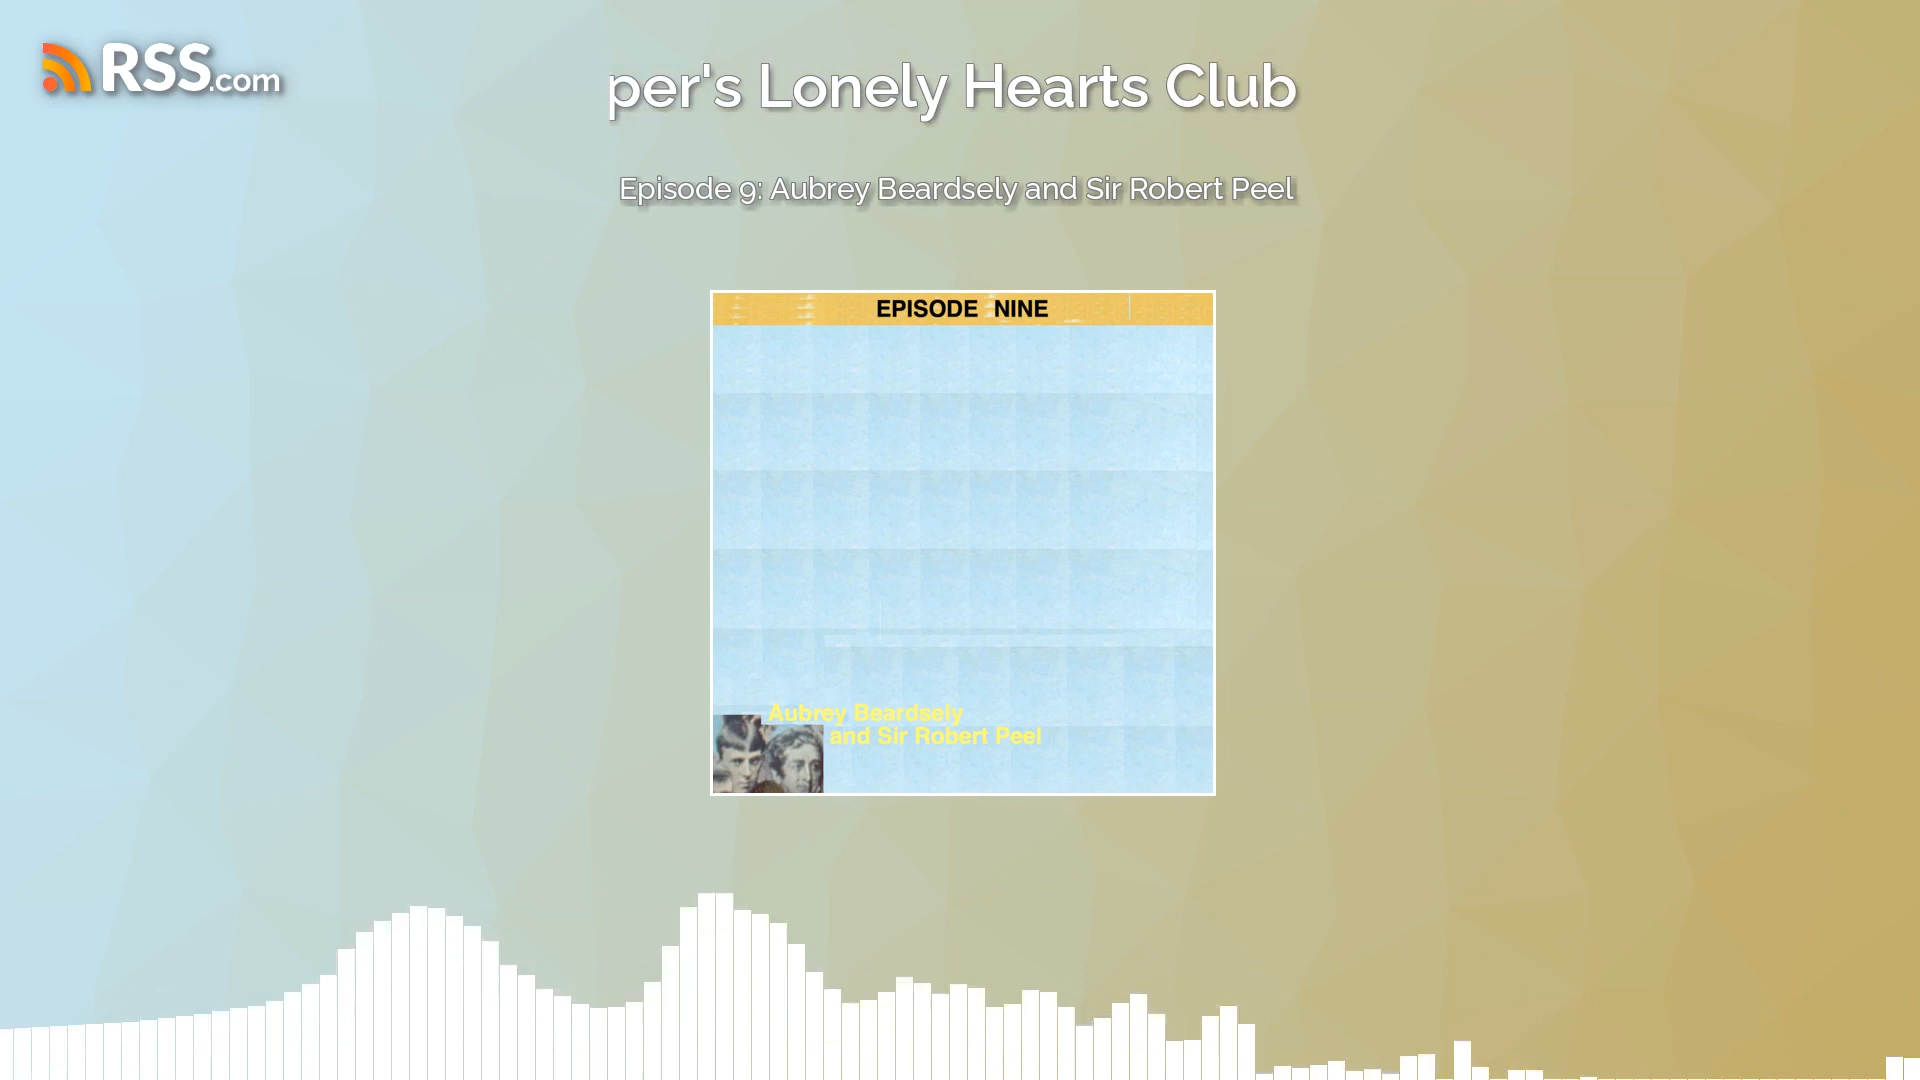 RSS.com
per's Lonely Hearts Club
Episode 9: Aubrey Beardsely and Sir Robert Peel
EPISODE NINE
Aubrey Beardsely
and Sir Robert Peel